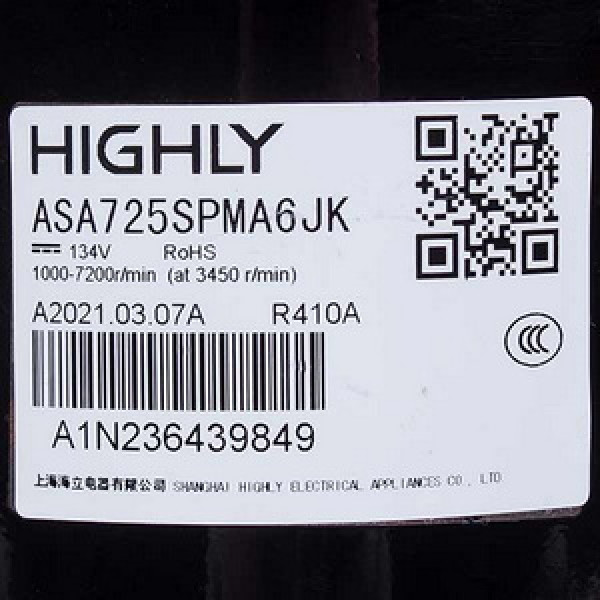 HIGHLY
ASA725SPMA6JK
134V RoHS
1000-7200r/min (at 3450 r/min)
A2021.03.07A R410A
A1N236439849
上海海立电器有限公司 SHANGHAI HIGHLY ELECTRICAL APPLIANCES CO., LTD